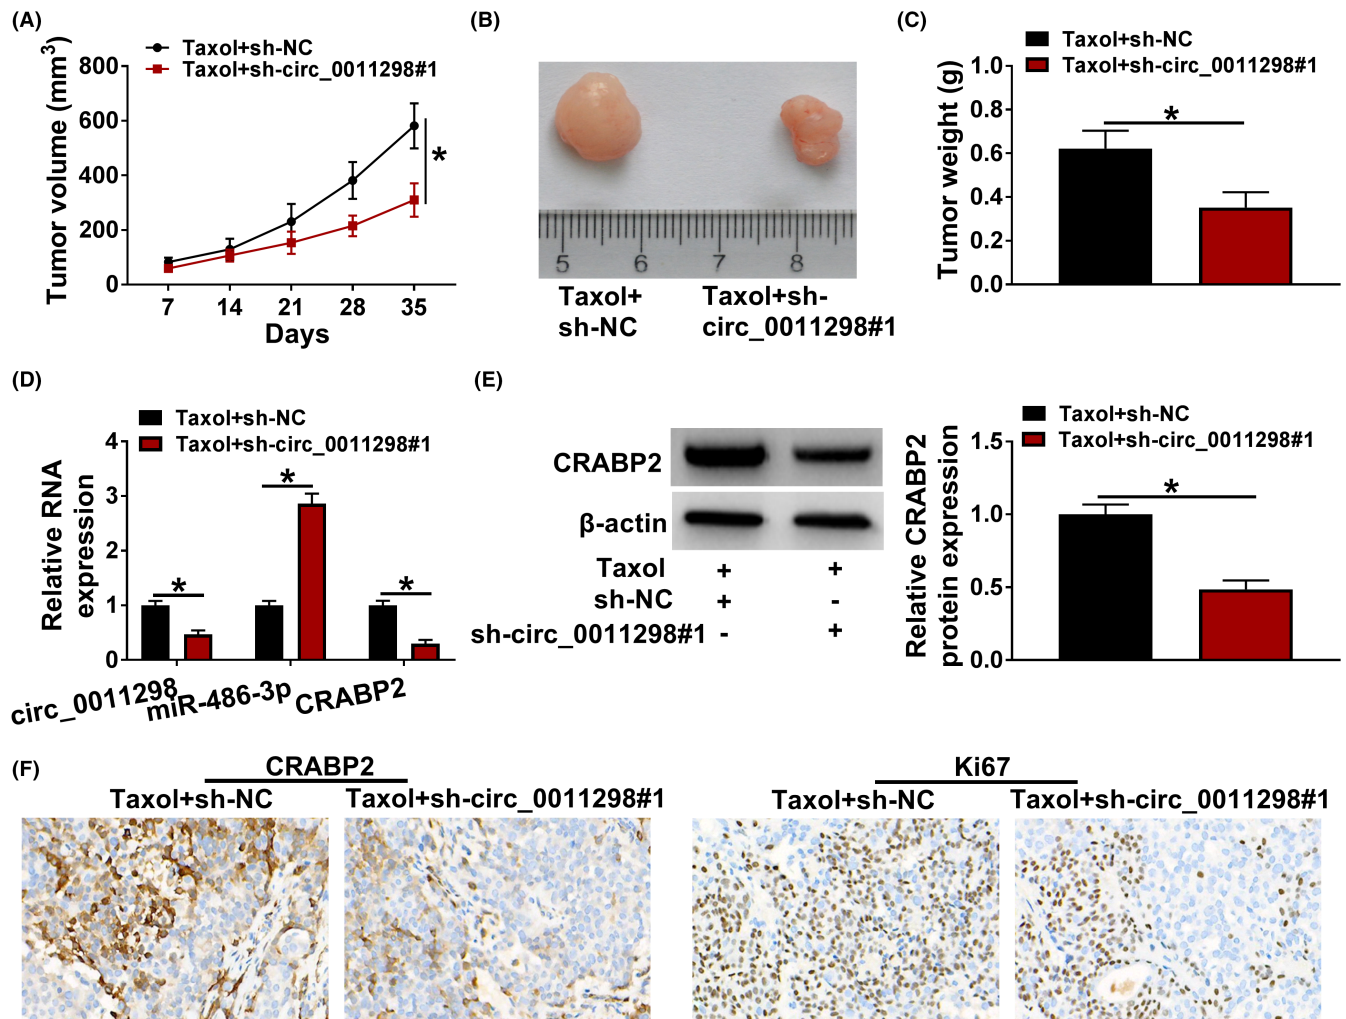 (A)
Taxol+sh-NC
Taxol+sh-circ_0011298#1
Tumor volume (mm³)
800
600
400
200
0
7 14 21 28 35
Days
*
(B)
5 6 7 8
Taxol+
sh-NC
Taxol+sh-
circ_0011298#1
(C)
Taxol+sh-NC
Taxol+sh-circ_0011298#1
Tumor weight (g)
1.0
0.8
0.6
0.4
0.2
0.0
*
(D)
Taxol+sh-NC
Taxol+sh-circ_0011298#1
Relative RNA
expression
4
3
2
1
0
* * *
circ_0011298 miR-486-3p CRABP2
(E)
CRABP2
β-actin
Taxol + +
sh-NC + -
sh-circ_0011298#1 - +
Taxol+sh-NC
Taxol+sh-circ_0011298#1
Relative CRABP2
protein expression
1.5
1.0
0.5
0.0
*
(F)
CRABP2
Taxol+sh-NC Taxol+sh-circ_0011298#1
Ki67
Taxol+sh-NC Taxol+sh-circ_0011298#1